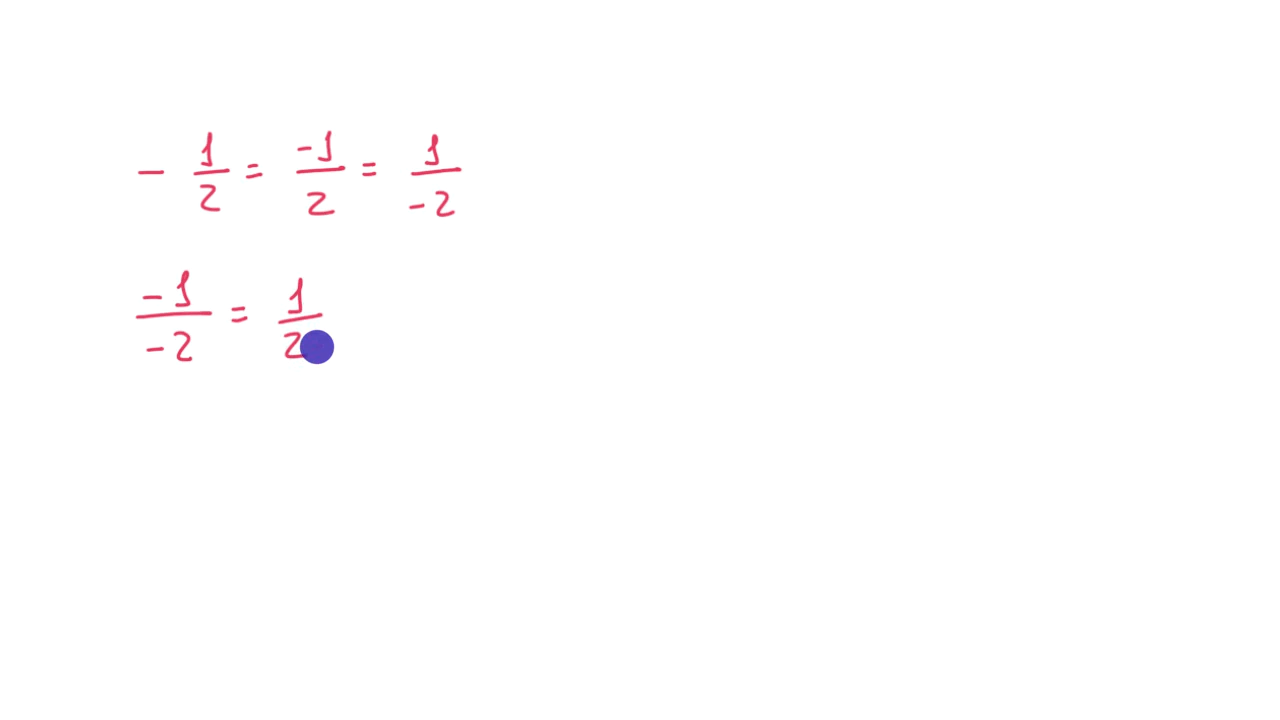 - 1/2 = -1/2 = 1/-2
-1/-2 = 1/2